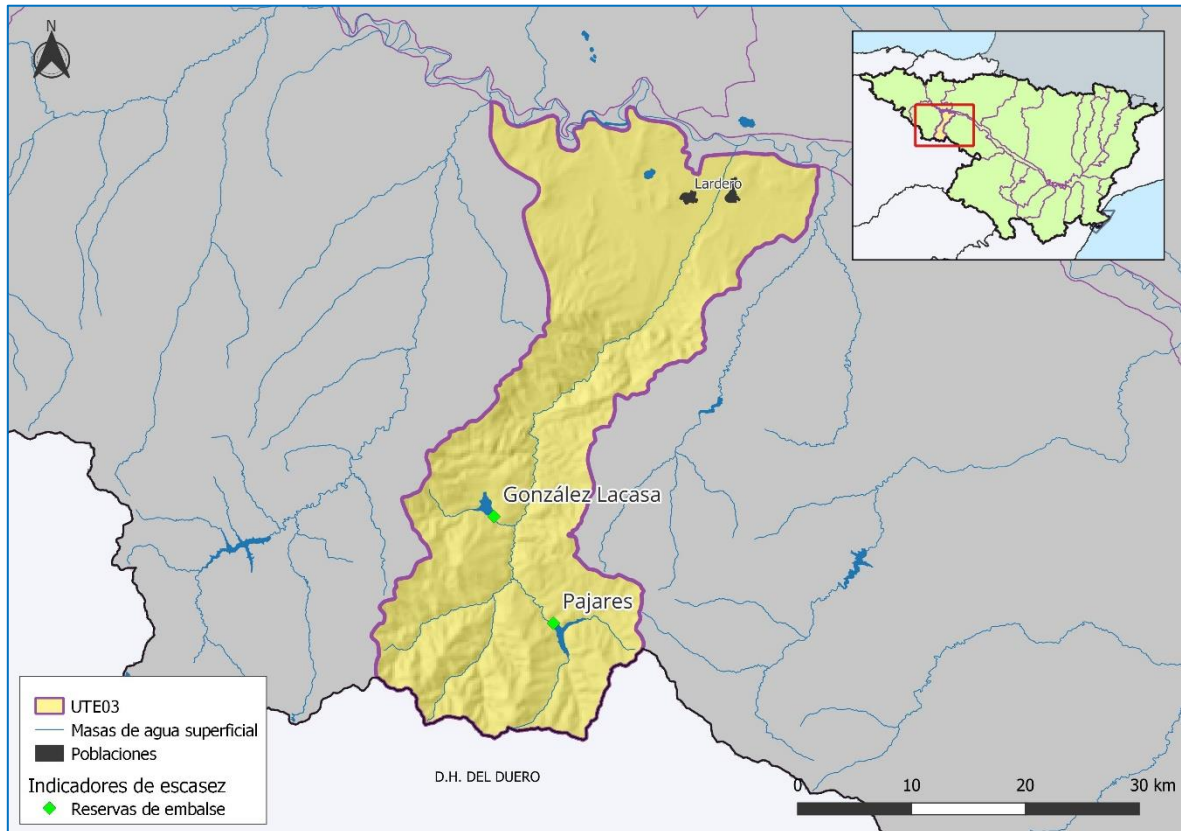 N
Lardero
González Lacasa
Pajares
UTE03
Masas de agua superficial
Poblaciones
Indicadores de escasez
Reservas de embalse
D.H. DEL DUERO
0 10 20 30 km